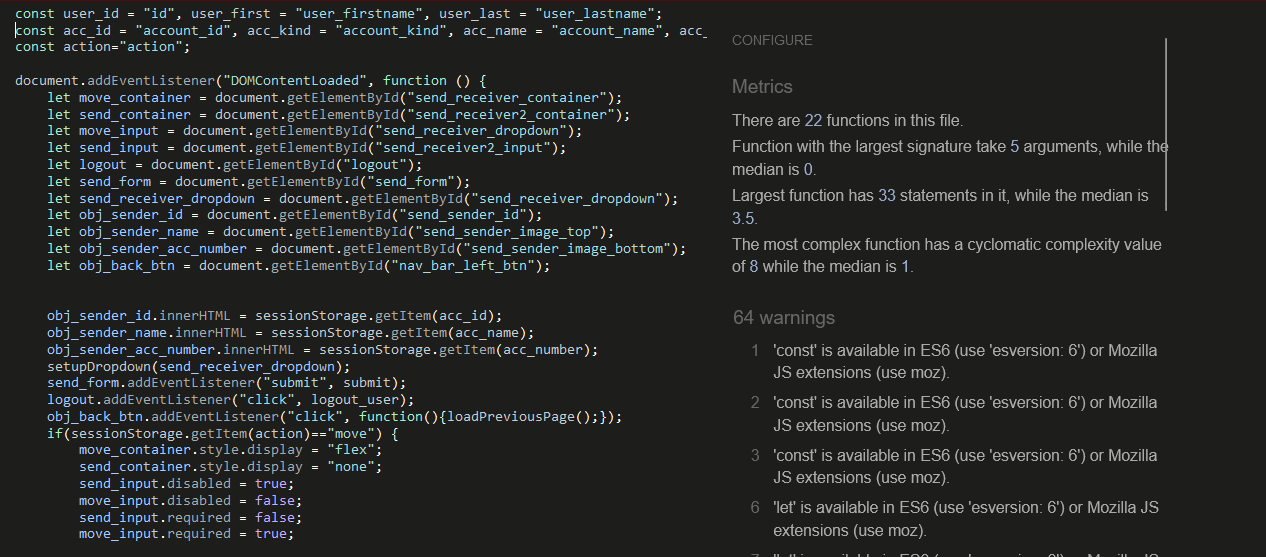 const user_id = "id", user_first = "user_firstname", user_last = "user_lastname";
const acc_id = "account_id", acc_kind = "account_kind", acc_name = "account_name", acc_
const action="action";
document.addEventListener("DOMContentLoaded", function () {
let move_container = document.getElementById("send_receiver_container");
let send_container = document.getElementById("send_receiver2_container");
let move_input = document.getElementById("send_receiver_dropdown");
let send_input = document.getElementById("send_receiver2_input");
let logout = document.getElementById("logout");
let send_form = document.getElementById("send_form");
let send_receiver_dropdown = document.getElementById("send_receiver_dropdown");
let obj_sender_id = document.getElementById("send_sender_id");
let obj_sender_name = document.getElementById("send_sender_image_top");
let obj_sender_acc_number = document.getElementById("send_sender_image_bottom");
let obj_back_btn = document.getElementById("nav_bar_left_btn");
obj_sender_id.innerHTML = sessionStorage.getItem(acc_id);
obj_sender_name.innerHTML = sessionStorage.getItem(acc_name);
obj_sender_acc_number.innerHTML = sessionStorage.getItem(acc_number);
setupDropdown(send_receiver_dropdown);
send_form.addEventListener("submit", submit);
logout.addEventListener("click", logout_user);
obj_back_btn.addEventListener("click", function(){loadPreviousPage();});
if(sessionStorage.getItem(action)=="move") {
move_container.style.display = "flex";
send_container.style.display = "none";
send_input.disabled = true;
move_input.disabled = false;
send_input.required = false;
move_input.required = true;
CONFIGURE
Metrics
There are 22 functions in this file.
Function with the largest signature take 5 arguments, while the
median is 0.
Largest function has 33 statements in it, while the median is
3.5.
The most complex function has a cyclomatic complexity value
of 8 while the median is 1.
64 warnings
1 'const' is available in ES6 (use 'esversion: 6') or Mozilla
JS extensions (use moz).
2 'const' is available in ES6 (use 'esversion: 6') or Mozilla
JS extensions (use moz).
3 'const' is available in ES6 (use 'esversion: 6') or Mozilla
JS extensions (use moz).
6 'let' is available in ES6 (use 'esversion: 6') or Mozilla JS
extensions (use moz).